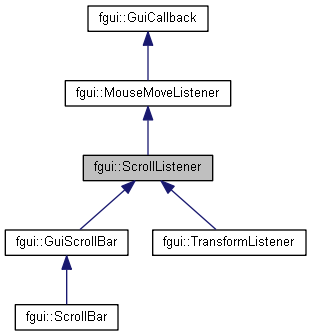 fgui::GuiCallback
fgui::MouseMoveListener
fgui::ScrollListener
fgui::GuiScrollBar
fgui::TransformListener
fgui::ScrollBar